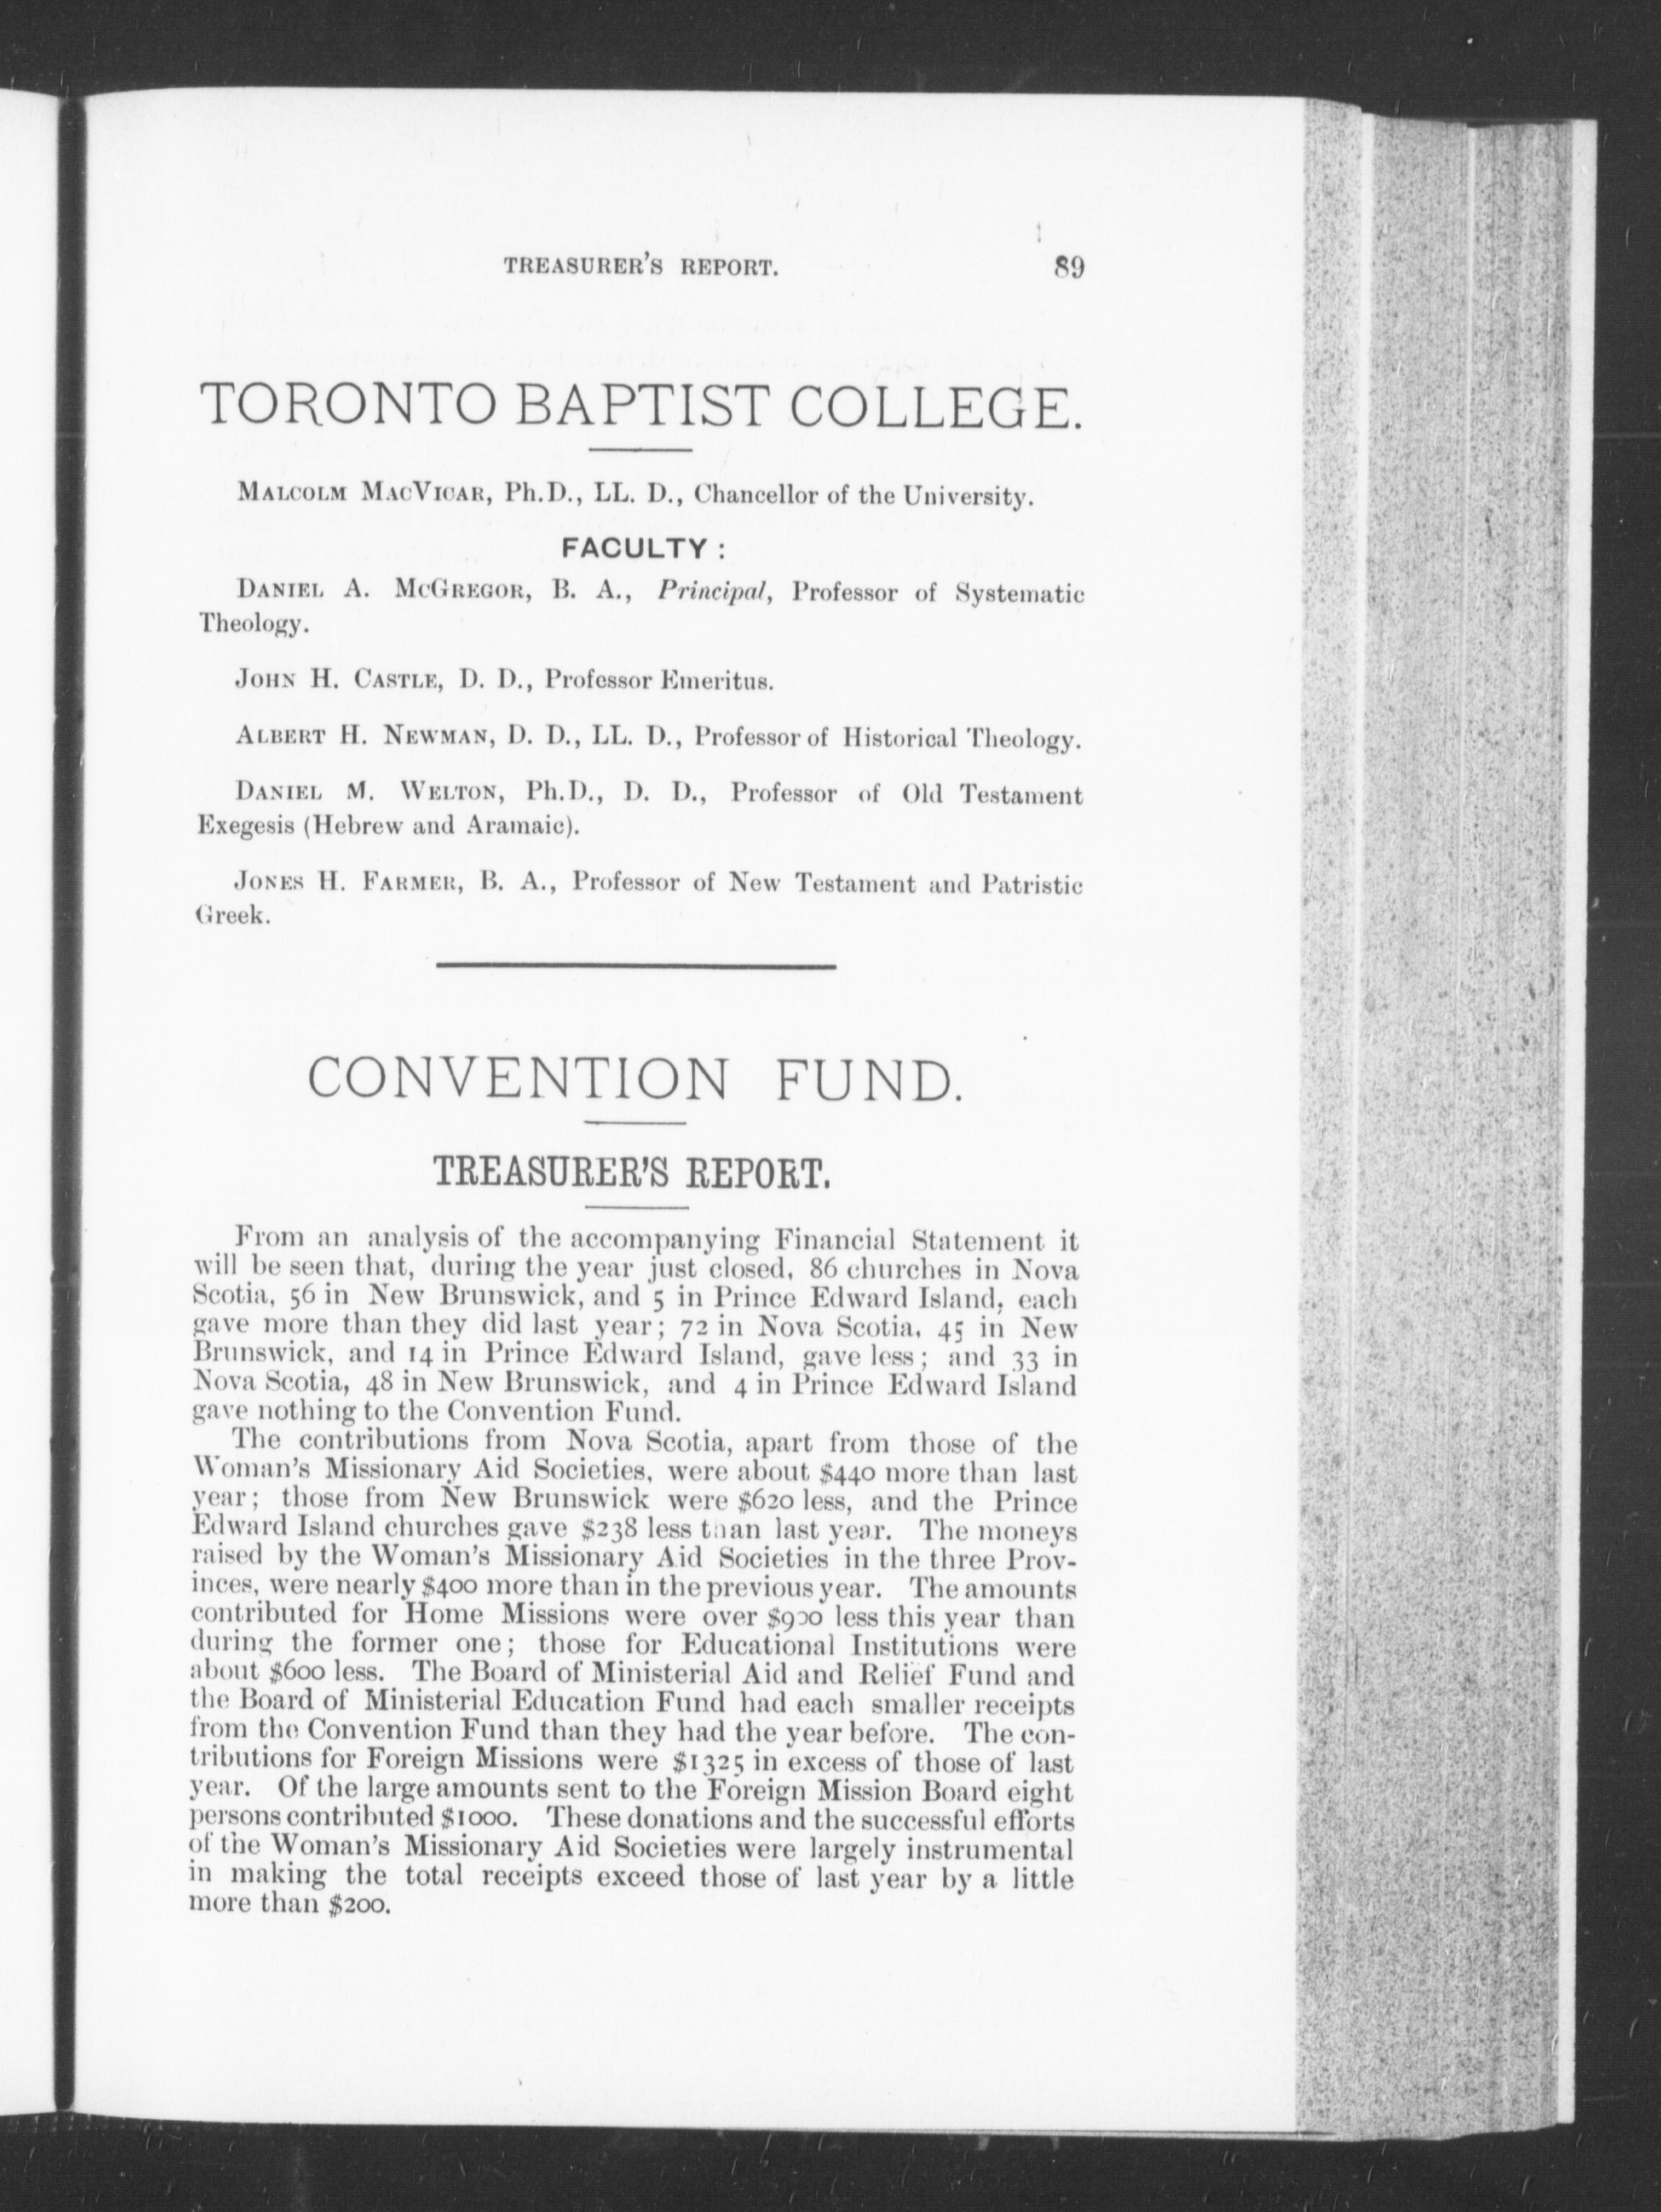 TREASURER'S REPORT. 89
TORONTO BAPTIST COLLEGE.
MALCOLM MACVICAR, Ph.D., LL. D., Chancellor of the University.
FACULTY :
DANIEL A. MCGREGOR, B. A., Principal, Professor of Systematic
Theology.
JOHN H. CASTLE, D. D., Professor Emeritus.
ALBERT H. NEWMAN, D. D., LL. D., Professor of Historical Theology.
DANIEL M. WELTON, Ph.D., D. D., Professor of Old Testament
Exegesis (Hebrew and Aramaic).
JONES H. FARMER, B. A., Professor of New Testament and Patristic
Greek.
CONVENTION FUND.
TREASURER'S REPORT.
From an analysis of the accompanying Financial Statement it
will be seen that, during the year just closed, 86 churches in Nova
Scotia, 56 in New Brunswick, and 5 in Prince Edward Island, each
gave more than they did last year; 72 in Nova Scotia, 45 in New
Brunswick, and 14 in Prince Edward Island, gave less; and 33 in
Nova Scotia, 48 in New Brunswick, and 4 in Prince Edward Island
gave nothing to the Convention Fund.
The contributions from Nova Scotia, apart from those of the
Woman's Missionary Aid Societies, were about $440 more than last
year; those from New Brunswick were $620 less, and the Prince
Edward Island churches gave $238 less than last year. The moneys
raised by the Woman's Missionary Aid Societies in the three Prov-
inces, were nearly $400 more than in the previous year. The amounts
contributed for Home Missions were over $900 less this year than
during the former one; those for Educational Institutions were
about $600 less. The Board of Ministerial Aid and Relief Fund and
the Board of Ministerial Education Fund had each smaller receipts
from the Convention Fund than they had the year before. The con-
tributions for Foreign Missions were $1325 in excess of those of last
year. Of the large amounts sent to the Foreign Mission Board eight
persons contributed $1000. These donations and the successful efforts
of the Woman's Missionary Aid Societies were largely instrumental
in making the total receipts exceed those of last year by a little
more than $200.